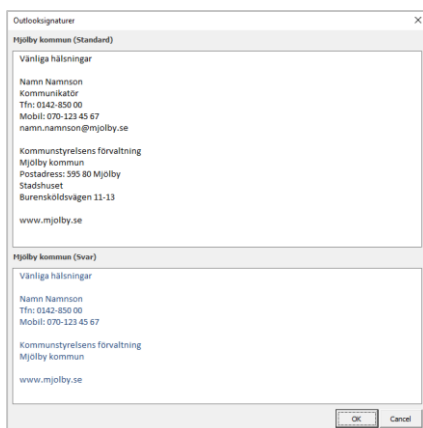 Outlooksignaturer
Mjölby kommun (Standard)
Vänliga hälsningar
Namn Namnson
Kommunikatör
Tfn: 0142-850 00
Mobil: 070-123 45 67
namn.namnson@mjolby.se
Kommunstyrelsens förvaltning
Mjölby kommun
Postadress: 595 80 Mjölby
Stadshuset
Burensköldsvägen 11-13
www.mjolby.se
Mjölby kommun (Svar)
Vänliga hälsningar
Namn Namnson
Tfn: 0142-850 00
Mobil: 070-123 45 67
Kommunstyrelsens förvaltning
Mjölby kommun
www.mjolby.se
OK Cancel